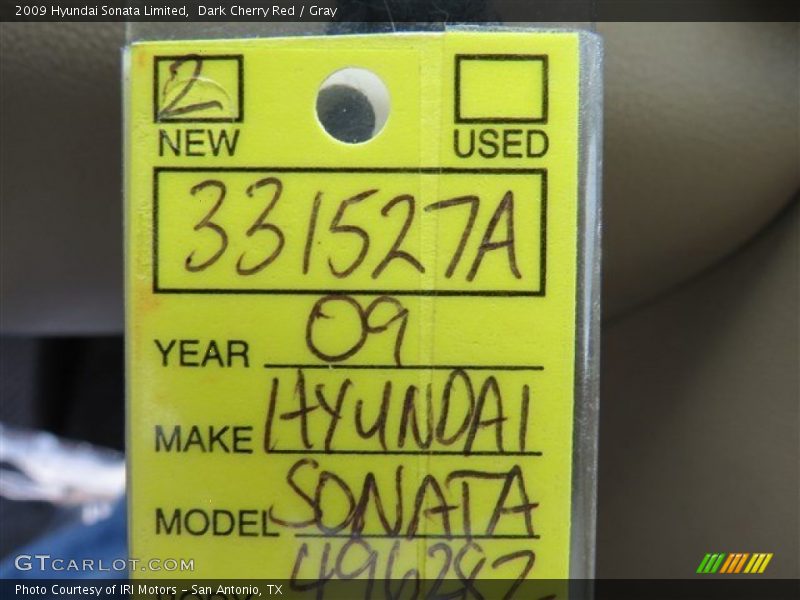 2009 Hyundai Sonata Limited, Dark Cherry Red / Gray
2
NEW USED
331527A
YEAR 09
MAKE HYUNDAI
MODEL SONATA
496282
GTCARLOT.COM
Photo Courtesy of IRI Motors – San Antonio, TX